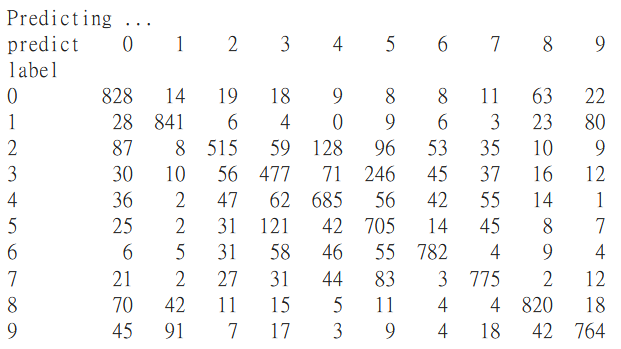 Predicting ...
predict 0 1 2 3 4 5 6 7 8 9
label
0 828 14 19 18 9 8 8 11 63 22
1 28 841 6 4 0 9 6 3 23 80
2 87 8 515 59 128 96 53 35 10 9
3 30 10 56 477 71 246 45 37 16 12
4 36 2 47 62 685 56 42 55 14 1
5 25 2 31 121 42 705 14 45 8 7
6 6 5 31 58 46 55 782 4 9 4
7 21 2 27 31 44 83 3 775 2 12
8 70 42 11 15 5 11 4 4 820 18
9 45 91 7 17 3 9 4 18 42 764